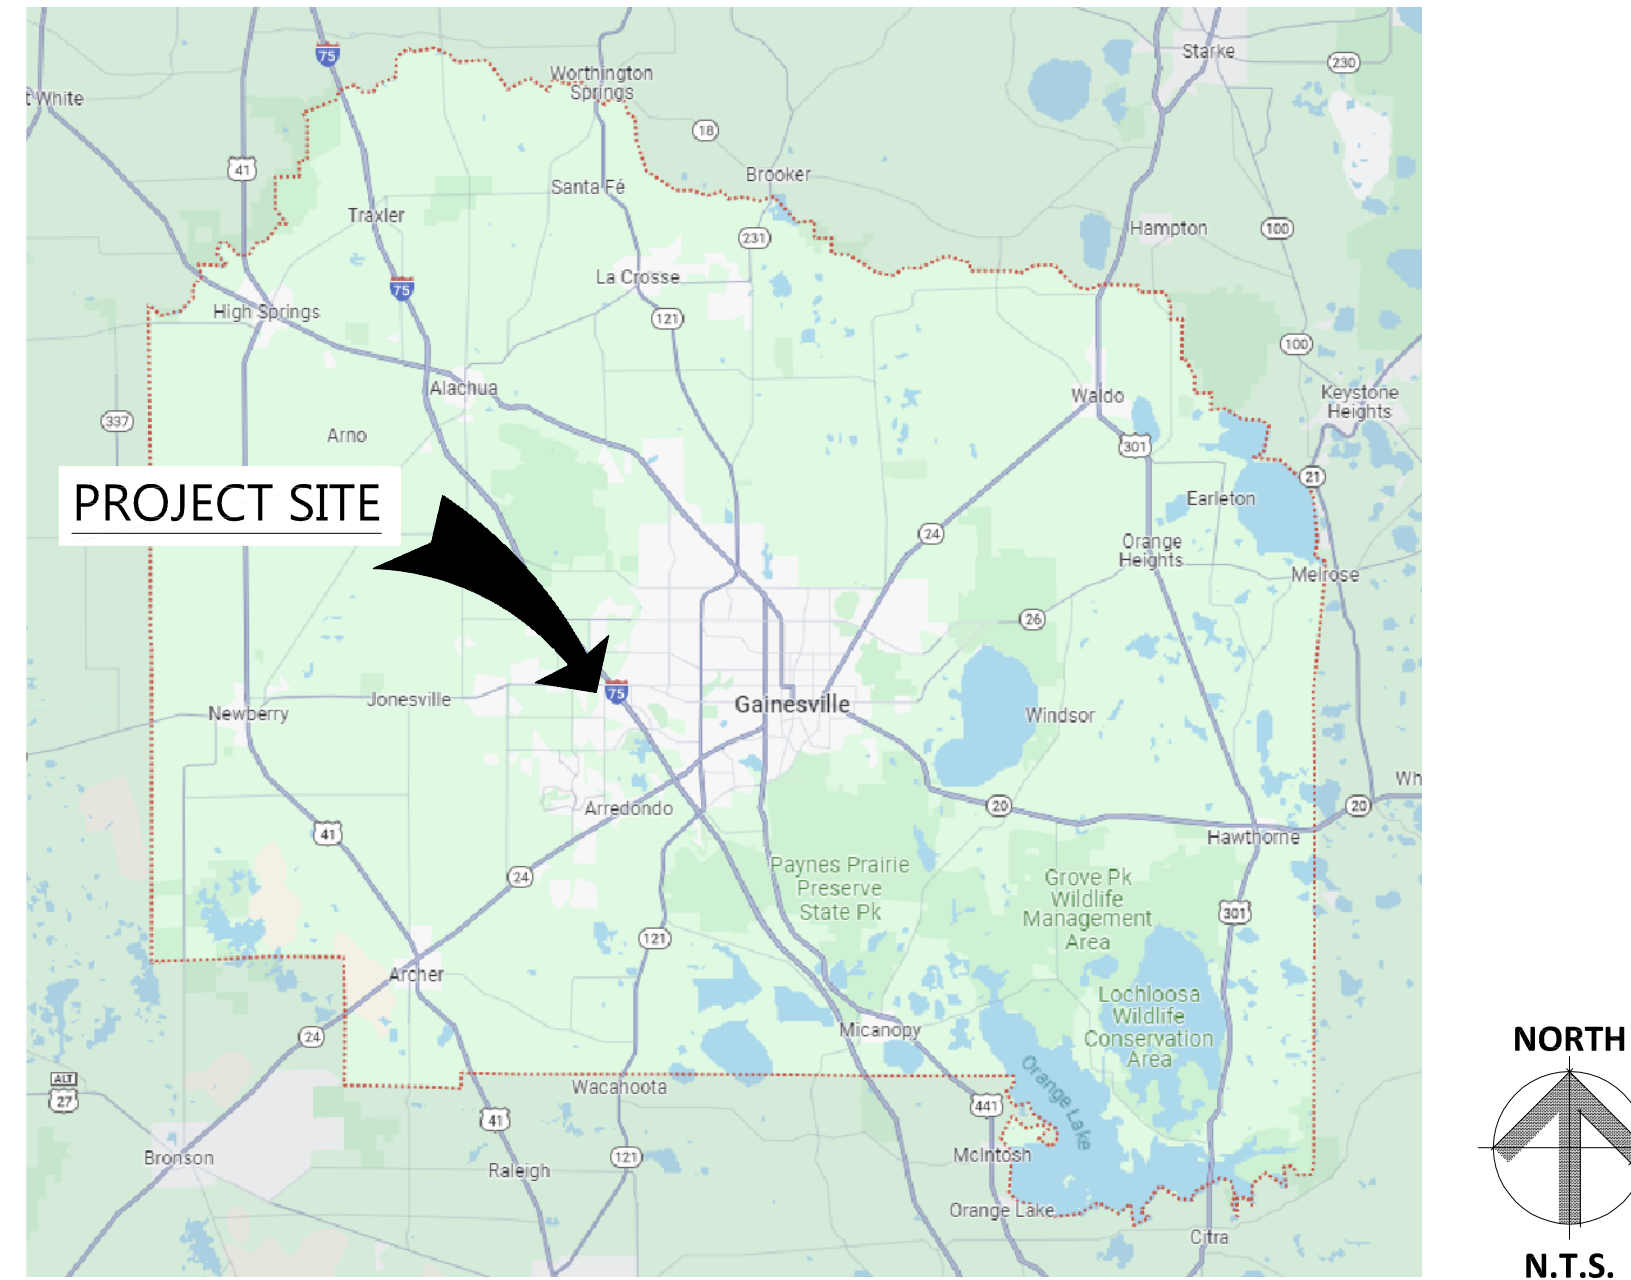 75
Starke
Worthington
Springs
230
t White
18
41
Brooker
Santa Fé
Traxler
Hampton
100
231
La Crosse
75
High Springs
121
100
Alachua
Waldo
Keystone
Heights
337
Arno
301
21
PROJECT SITE
Earleton
24
Orange
Heights
Melrose
26
75
Jonesville
Gainesville
Newberry
Windsor
Wh
Arredondo
20
20
41
Hawthorne
Paynes Prairie
Preserve
State Pk
24
Grove Pk
Wildlife
Management
Area
301
121
Archer
Lochloosa
Wildlife
Conservation
Area
24
Micanopy
NORTH
Orange Lake
ALT
27
Wacahoota
441
41
Bronson
121
McIntosh
Raleigh
Orange Lake
Citra
N.T.S.